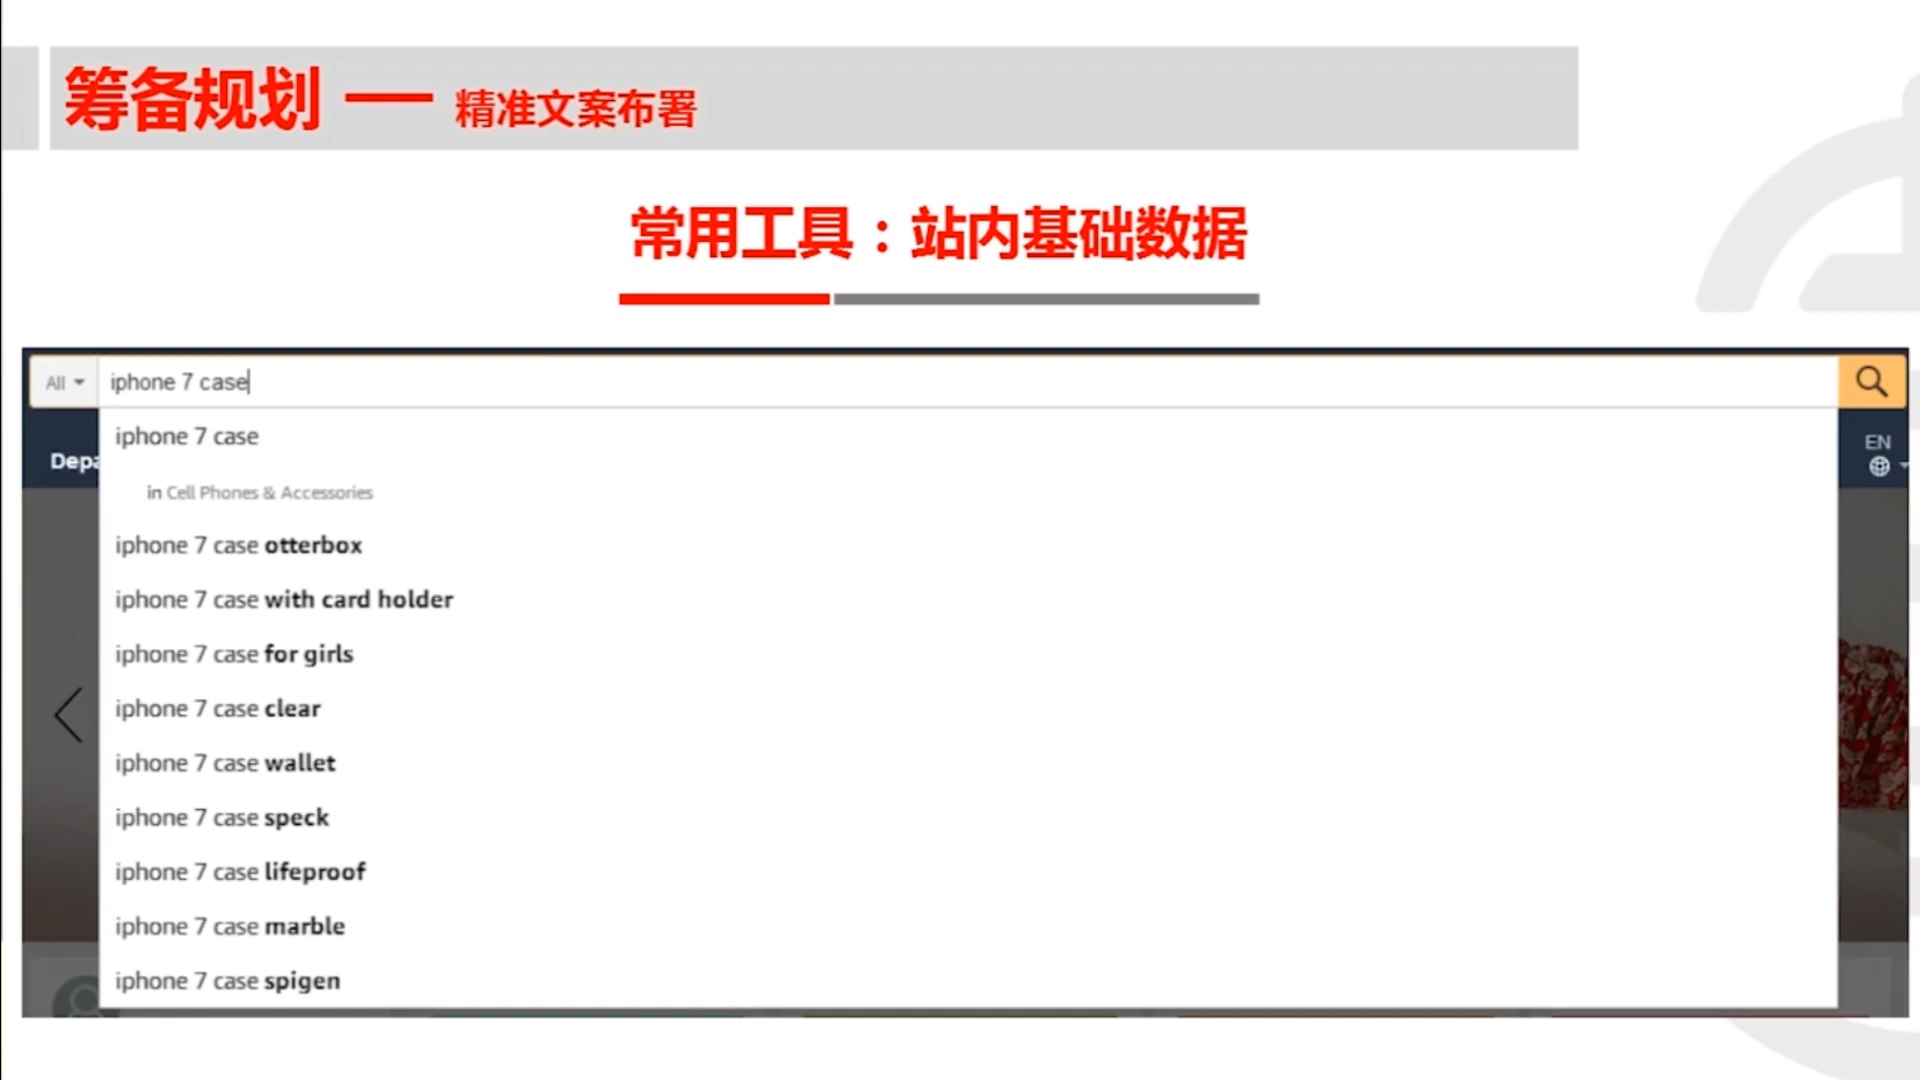 筹备规划 — 精准文案布署
常用工具：站内基础数据
All iphone 7 case
iphone 7 case
EN
Depa
in Cell Phones & Accessories
iphone 7 case otterbox
iphone 7 case with card holder
iphone 7 case for girls
iphone 7 case clear
iphone 7 case wallet
iphone 7 case speck
iphone 7 case lifeproof
iphone 7 case marble
iphone 7 case spigen